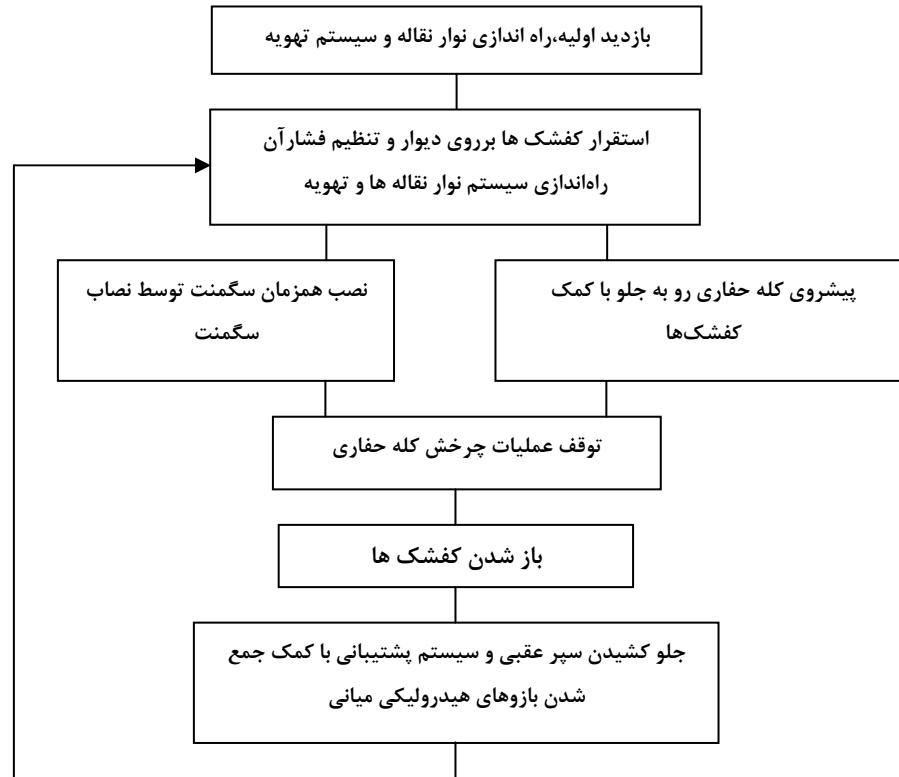 بازدید اولیه،راه اندازی نوار نقاله و سیستم تهویه
استقرار کفشک ها برروی دیوار و تنظیم فشارآن
راه‌اندازی سیستم نوار نقاله ها و تهویه
پیشروی کله حفاری رو به جلو با کمک
کفشک‌ها
نصب همزمان سگمنت توسط نصاب
سگمنت
توقف عملیات چرخش کله حفاری
باز شدن کفشک ها
جلو کشیدن سپر عقبی و سیستم پشتیبانی با کمک جمع
شدن بازوهای هیدرولیکی میانی